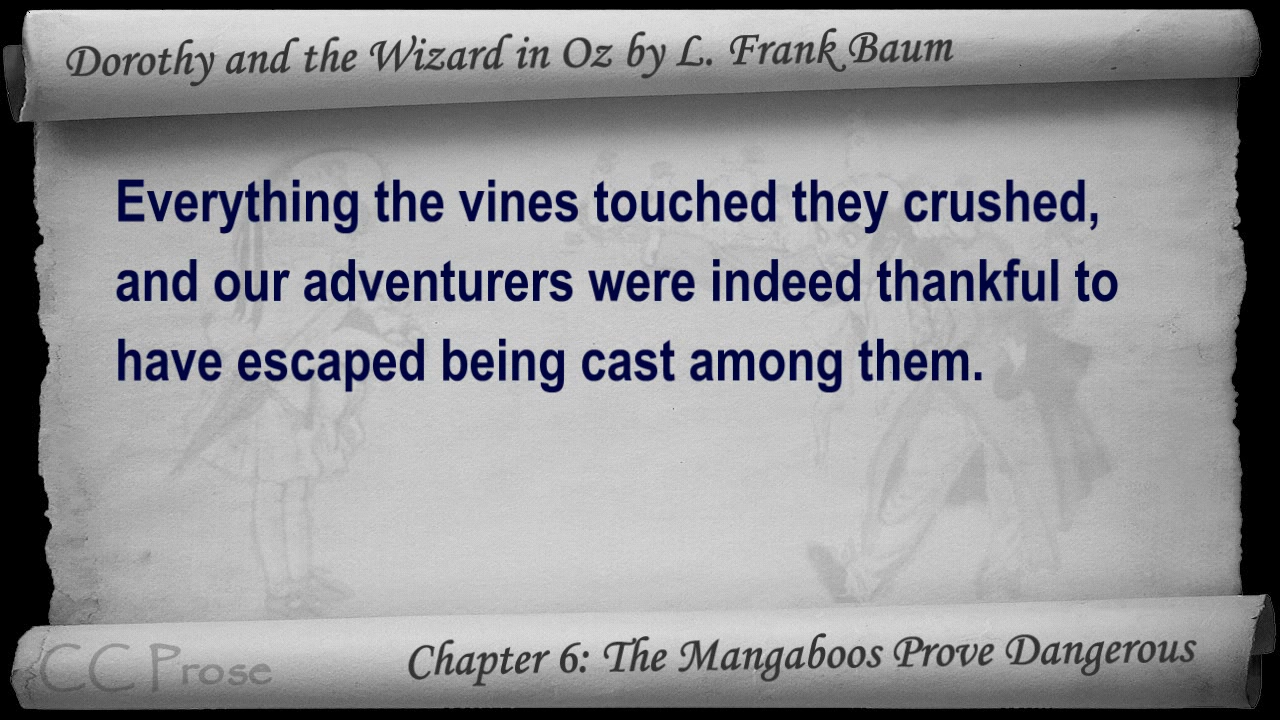 Dorothy and the Wizard in Oz by L. Frank Baum
Everything the vines touched they crushed,
and our adventurers were indeed thankful to
have escaped being cast among them.
CC Prose
Chapter 6: The Mangaboos Prove Dangerous